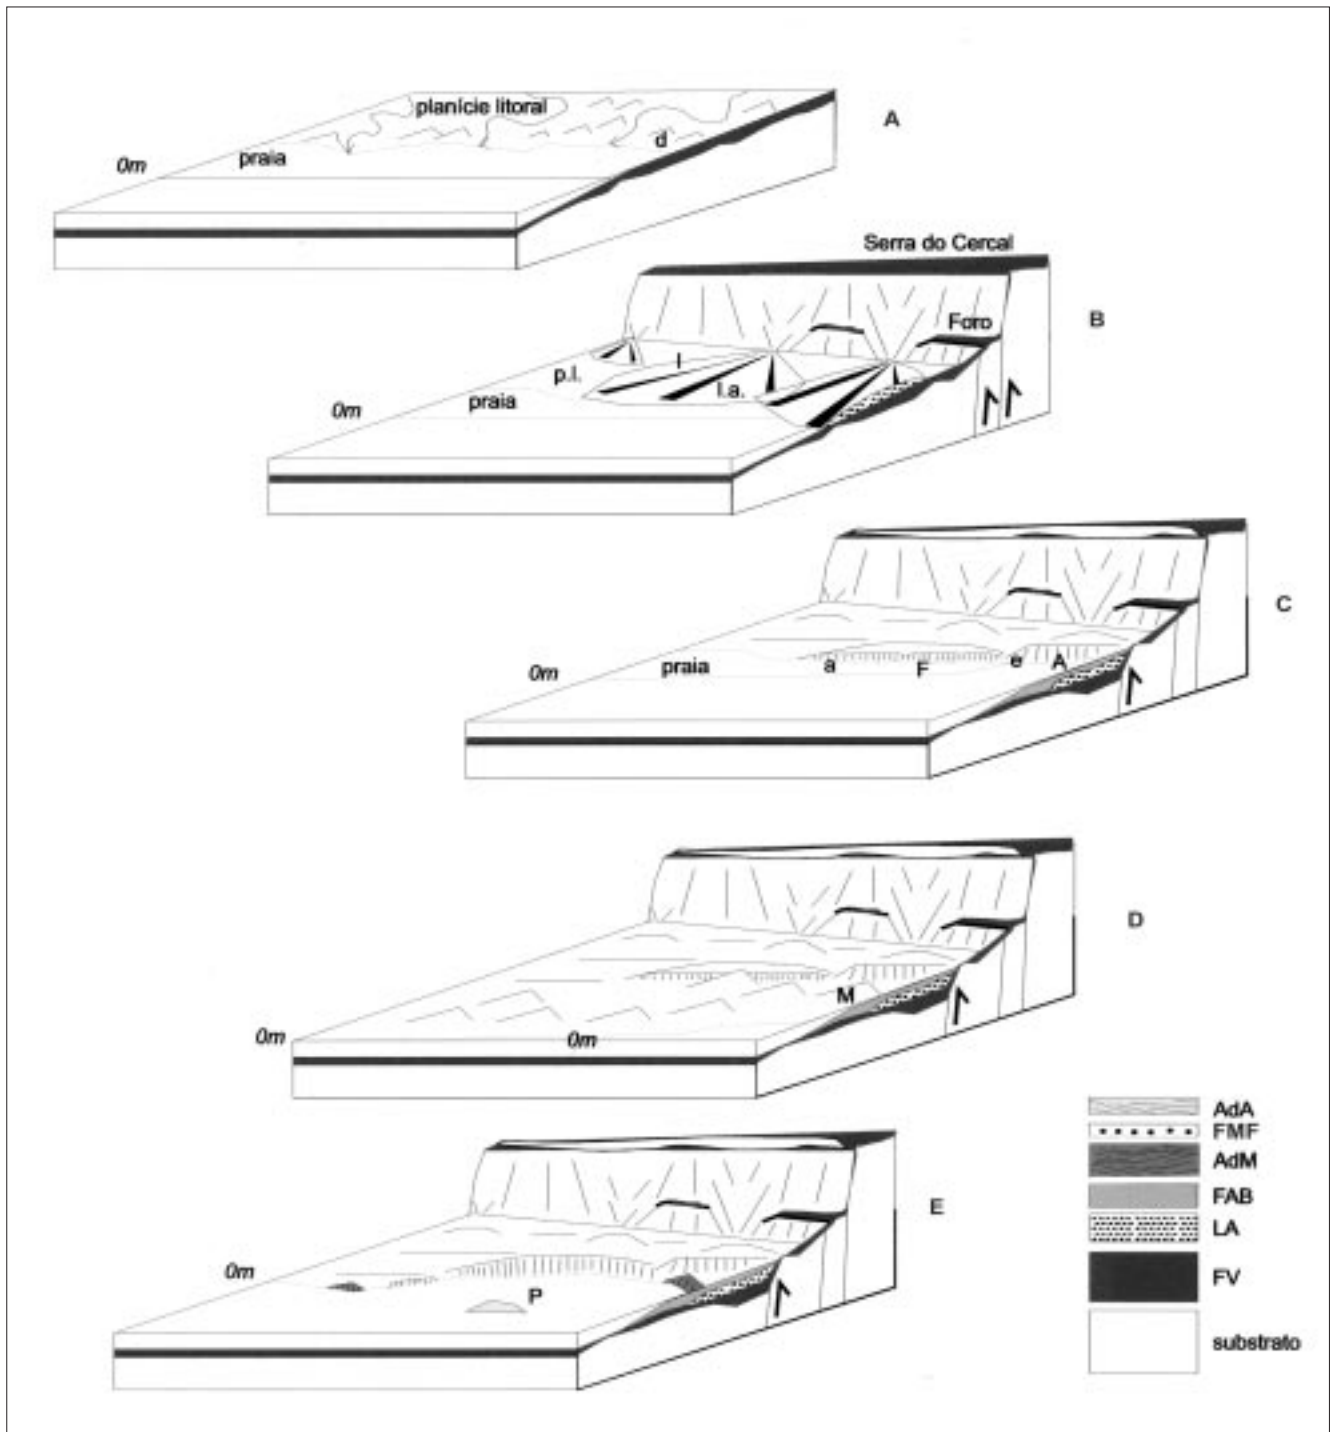 planície litoral
A
d
praia
0m
Serra do Cercal
B
Foro
l
p.l.
l.a.
praia
0m
C
0m
praia
a
F
e
A
D
M
0m
0m
E
0m
P
AdA
FMF
AdM
FAB
LA
FV
substrato